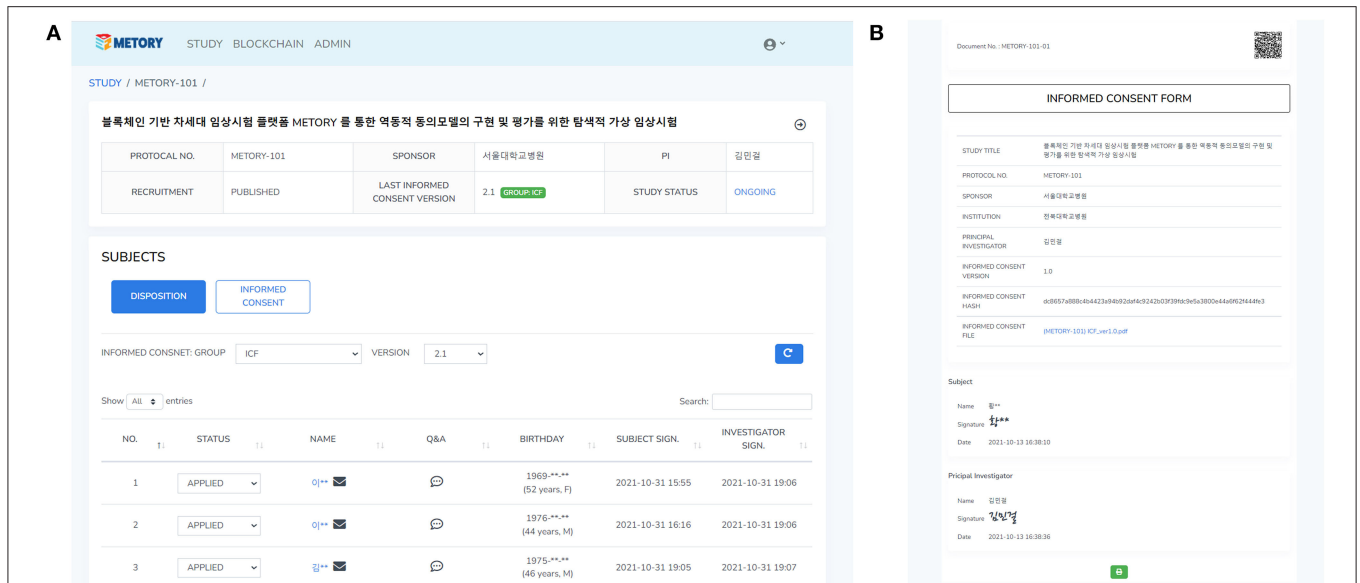 A
METORY STUDY BLOCKCHAIN ADMIN
STUDY / METORY-101 /
블록체인 기반 차세대 임상시험 플랫폼 METORY 를 통한 역동적 동의모델의 구현 및 평가를 위한 탐색적 가상 임상시험
PROTOCAL NO. METORY-101 SPONSOR 서울대학교병원 PI 김민걸
RECRUITMENT PUBLISHED LAST INFORMED CONSENT VERSION 2.1 GROUP: ICF STUDY STATUS ONGOING
SUBJECTS
DISPOSITION
INFORMED
CONSENT
INFORMED CONSNET: GROUP ICF VERSION 2.1
Show All entries Search:
NO. STATUS NAME Q&A BIRTHDAY SUBJECT SIGN. INVESTIGATOR SIGN.
1 APPLIED 이** 1969-**-** (52 years, F) 2021-10-31 15:55 2021-10-31 19:06
2 APPLIED 이** 1976-**-** (44 years, M) 2021-10-31 16:16 2021-10-31 19:06
3 APPLIED 김** 1975-**-** (46 years, M) 2021-10-31 19:05 2021-10-31 19:07
B
Document No. : METORY-101-01
INFORMED CONSENT FORM
STUDY TITLE 블록체인 기반 차세대 임상시험 플랫폼 METORY 를 통한 역동적 동의모델의 구현 및
평가를 위한 탐색적 가상 임상시험
PROTOCOL NO. METORY-101
SPONSOR 서울대학교병원
INSTITUTION 전북대학교병원
PRINCIPAL
INVESTIGATOR 김민걸
INFORMED CONSENT
VERSION 1.0
INFORMED CONSENT
HASH dc8657a888c4b4423a94b92daf4c9242b03f39fdc9e5a3800e44a6f62f444fe3
INFORMED CONSENT
FILE (METORY-101) ICF_ver1.0.pdf
Subject
Name 황**
Signature 황**
Date 2021-10-13 16:38:10
Pricipal Investigator
Name 김민걸
Signature 김민걸
Date 2021-10-13 16:38:36